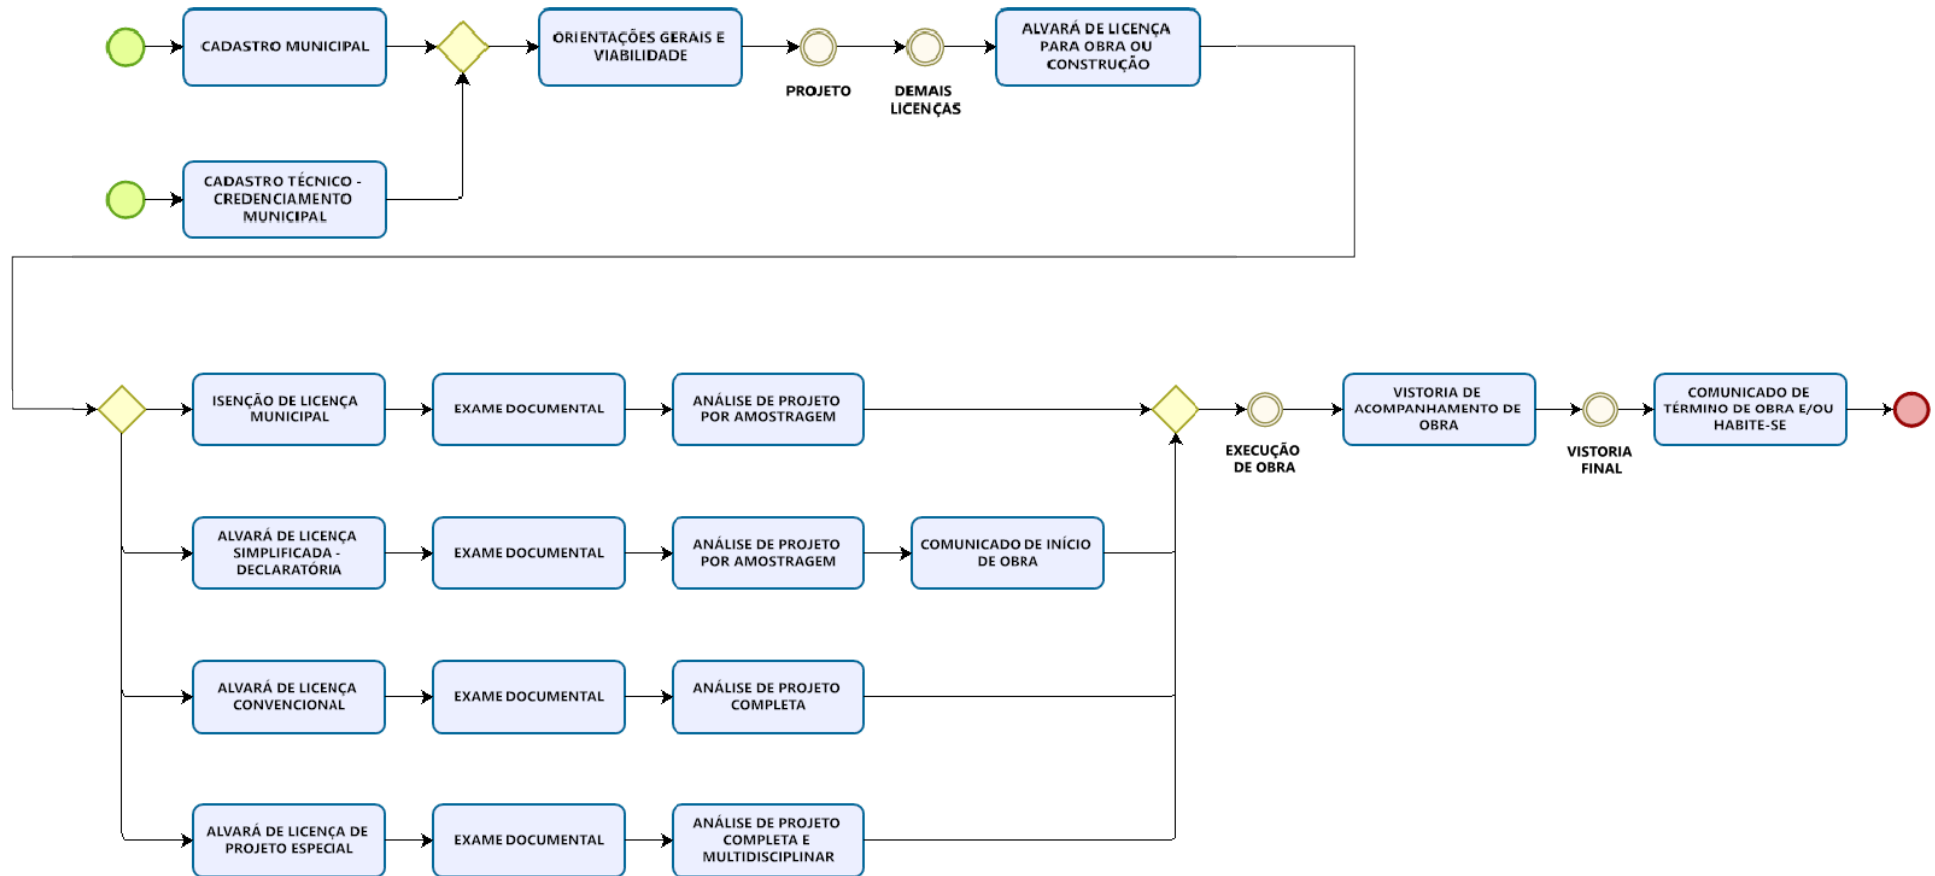 CADASTRO MUNICIPAL
ORIENTAÇÕES GERAIS E
VIABILIDADE
PROJETO
DEMAIS
LICENÇAS
ALVARÁ DE LICENÇA
PARA OBRA OU
CONSTRUÇÃO
CADASTRO TÉCNICO -
CREDENCIAMENTO
MUNICIPAL
ISENÇÃO DE LICENÇA
MUNICIPAL
EXAME DOCUMENTAL
ANÁLISE DE PROJETO
POR AMOSTRAGEM
EXECUÇÃO
DE OBRA
VISTORIA DE
ACOMPANHAMENTO DE
OBRA
VISTORIA
FINAL
COMUNICADO DE
TÉRMINO DE OBRA E/OU
HABITE-SE
ALVARÁ DE LICENÇA
SIMPLIFICADA -
DECLARATÓRIA
EXAME DOCUMENTAL
ANÁLISE DE PROJETO
POR AMOSTRAGEM
COMUNICADO DE INÍCIO
DE OBRA
ALVARÁ DE LICENÇA
CONVENCIONAL
EXAME DOCUMENTAL
ANÁLISE DE PROJETO
COMPLETA
ALVARÁ DE LICENÇA DE
PROJETO ESPECIAL
EXAME DOCUMENTAL
ANÁLISE DE PROJETO
COMPLETA E
MULTIDISCIPLINAR